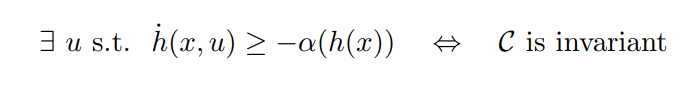 ∃ u s.t. ḣ(x, u) ≥ −α(h(x)) ⇔ 𝒞 is invariant